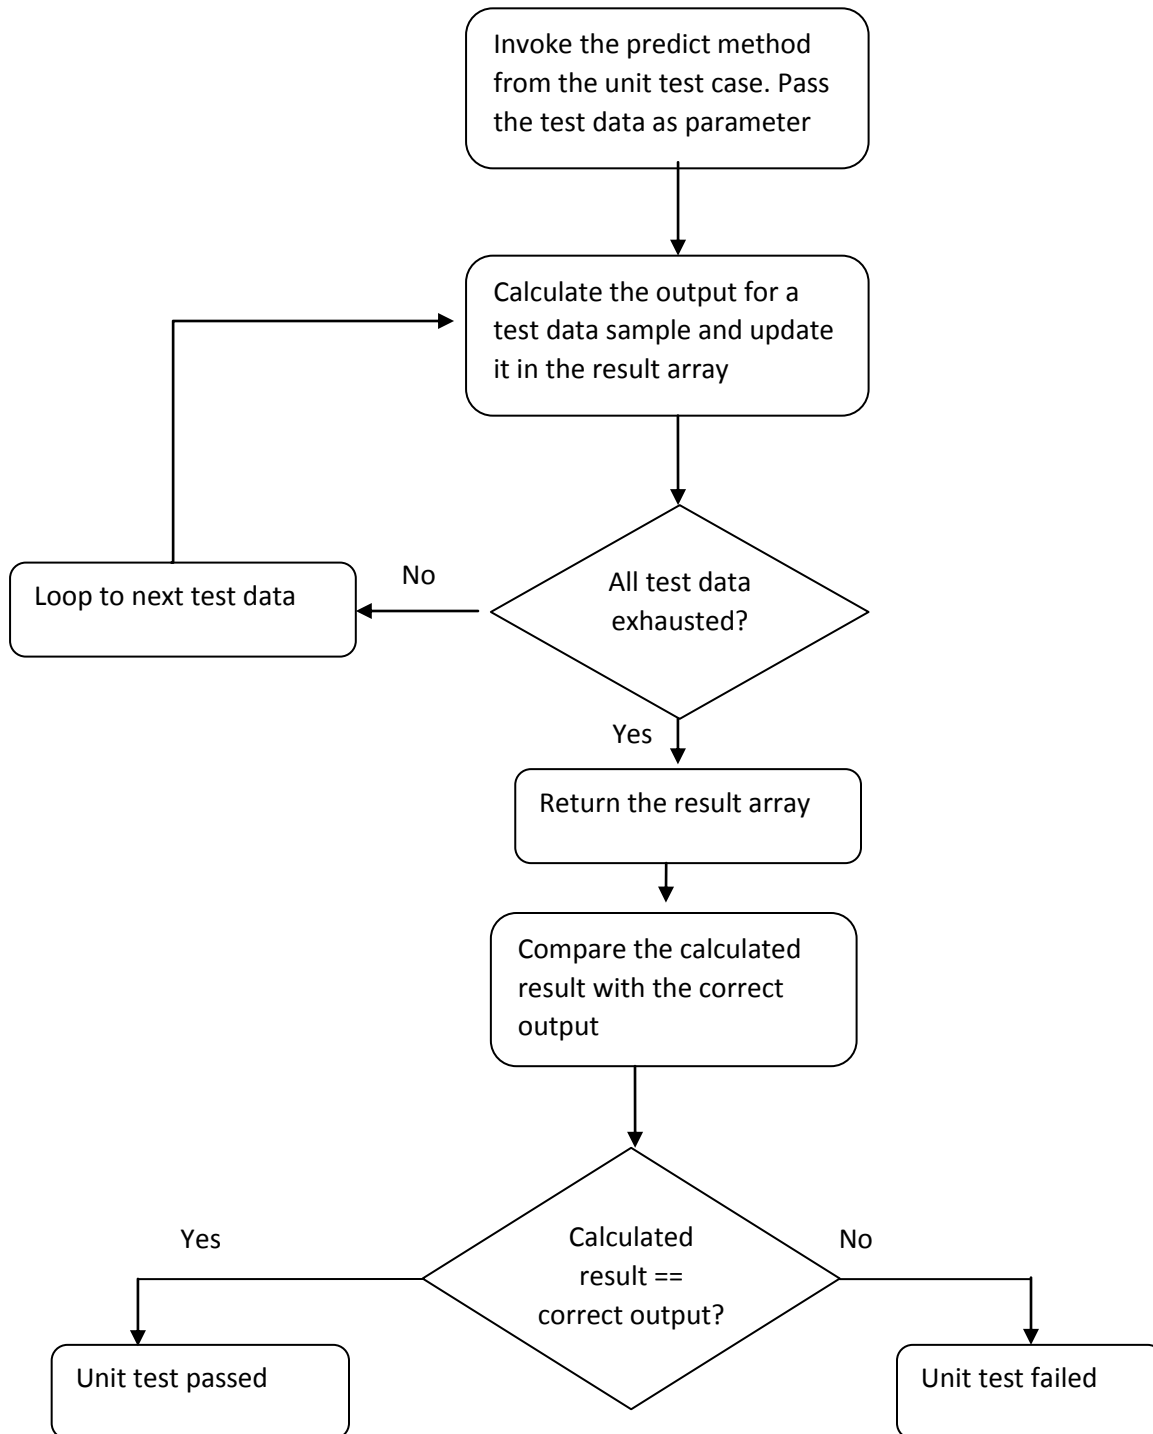 Invoke the predict method
from the unit test case. Pass
the test data as parameter
Calculate the output for a
test data sample and update
it in the result array
All test data
exhausted?
No
Loop to next test data
Yes
Return the result array
Compare the calculated
result with the correct
output
Calculated
result ==
correct output?
Yes
No
Unit test passed
Unit test failed